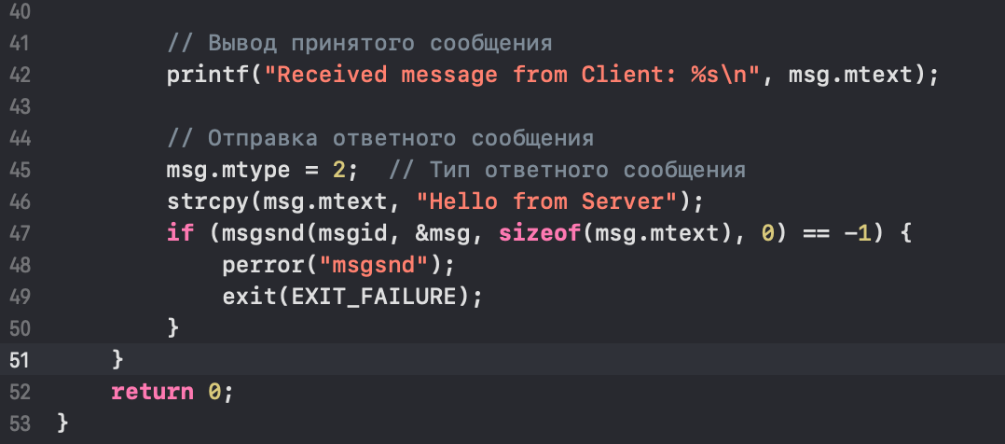 40
41 // Вывод принятого сообщения
42 printf("Received message from Client: %s\n", msg.mtext);
43
44 // Отправка ответного сообщения
45 msg.mtype = 2; // Тип ответного сообщения
46 strcpy(msg.mtext, "Hello from Server");
47 if (msgsnd(msgid, &msg, sizeof(msg.mtext), 0) == -1) {
48 perror("msgsnd");
49 exit(EXIT_FAILURE);
50 }
51 }
52 return 0;
53 }